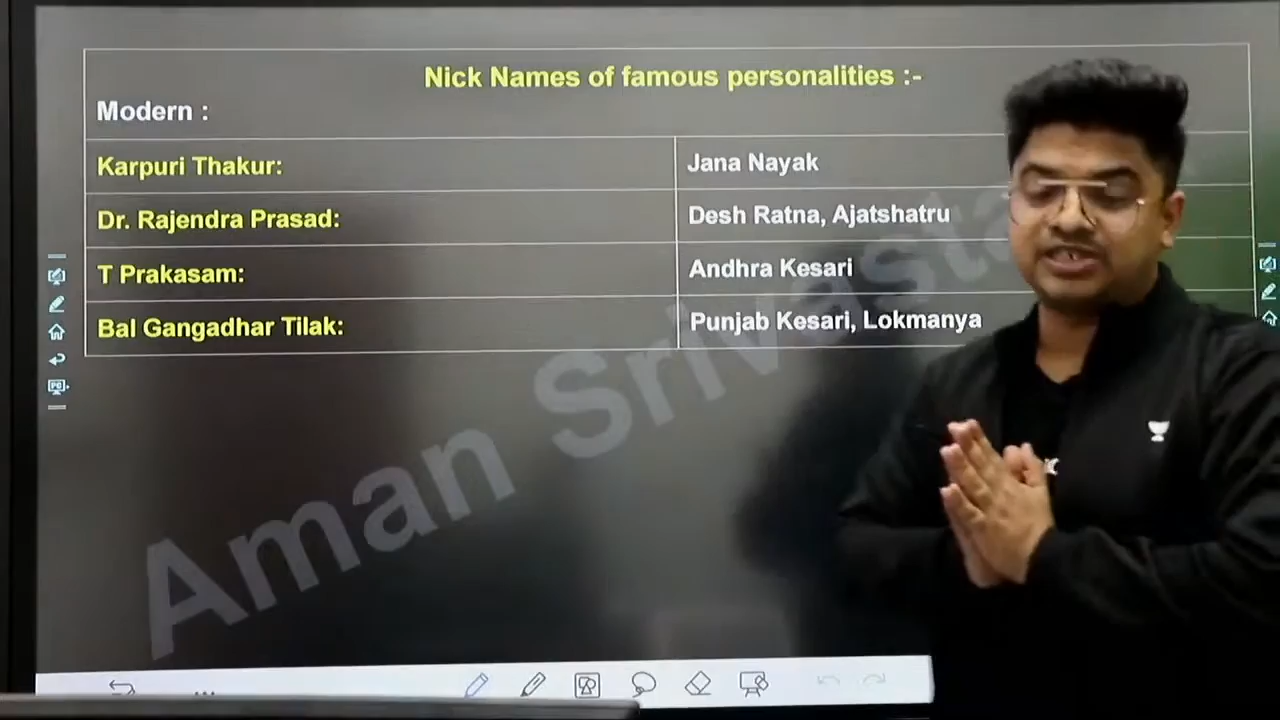 Nick Names of famous personalities :-
Modern :
Karpuri Thakur: Jana Nayak
Dr. Rajendra Prasad: Desh Ratna, Ajatshatru
T Prakasam: Andhra Kesari
Bal Gangadhar Tilak: Punjab Kesari, Lokmanya
Aman Srivasta